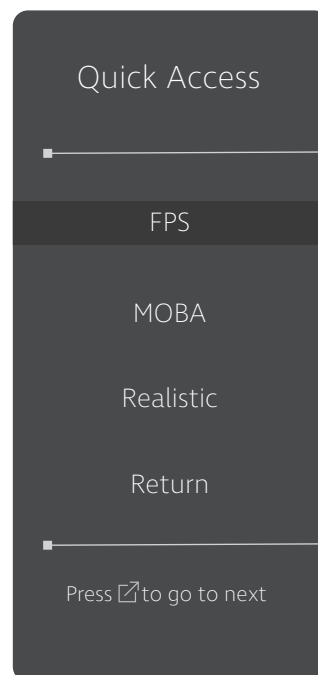 Quick Access
FPS
MOBA
Realistic
Return
Press to go to next